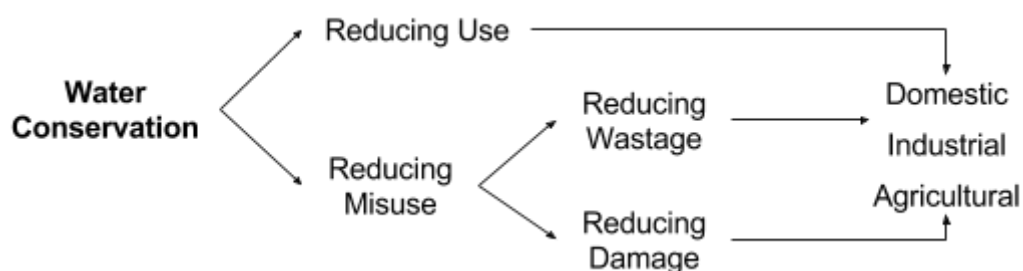 Reducing Use
Water
Conservation
Reducing
Misuse
Reducing
Wastage
Reducing
Damage
Domestic
Industrial
Agricultural